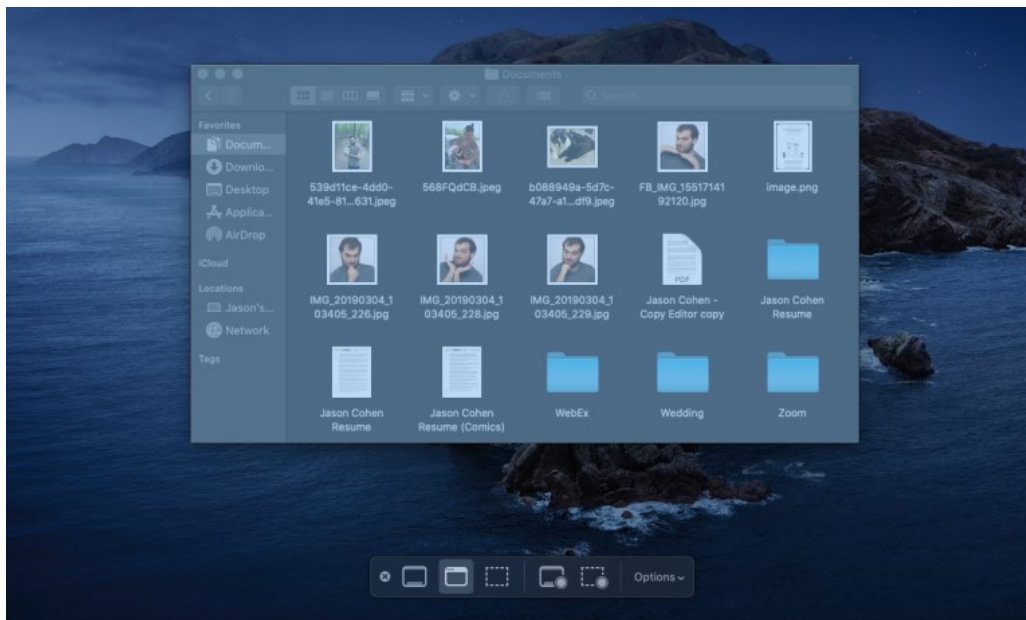 Documents
Search
Favorites
Docum...
Downlo...
Desktop
Applica...
AirDrop
iCloud
Locations
Jason's...
Network
Tags
539d11ce-4dd0-
41e5-81...631.jpeg
568FQdCB.jpeg
b088949a-5d7c-
47a7-a1...df9.jpeg
FB_IMG_15517141
92120.jpg
image.png
IMG_20190304_1
03405_226.jpg
IMG_20190304_1
03405_228.jpg
IMG_20190304_1
03405_229.jpg
PDF
Jason Cohen -
Copy Editor copy
Jason Cohen
Resume
Jason Cohen
Resume
Jason Cohen
Resume (Comics)
WebEx
Wedding
Zoom
Options